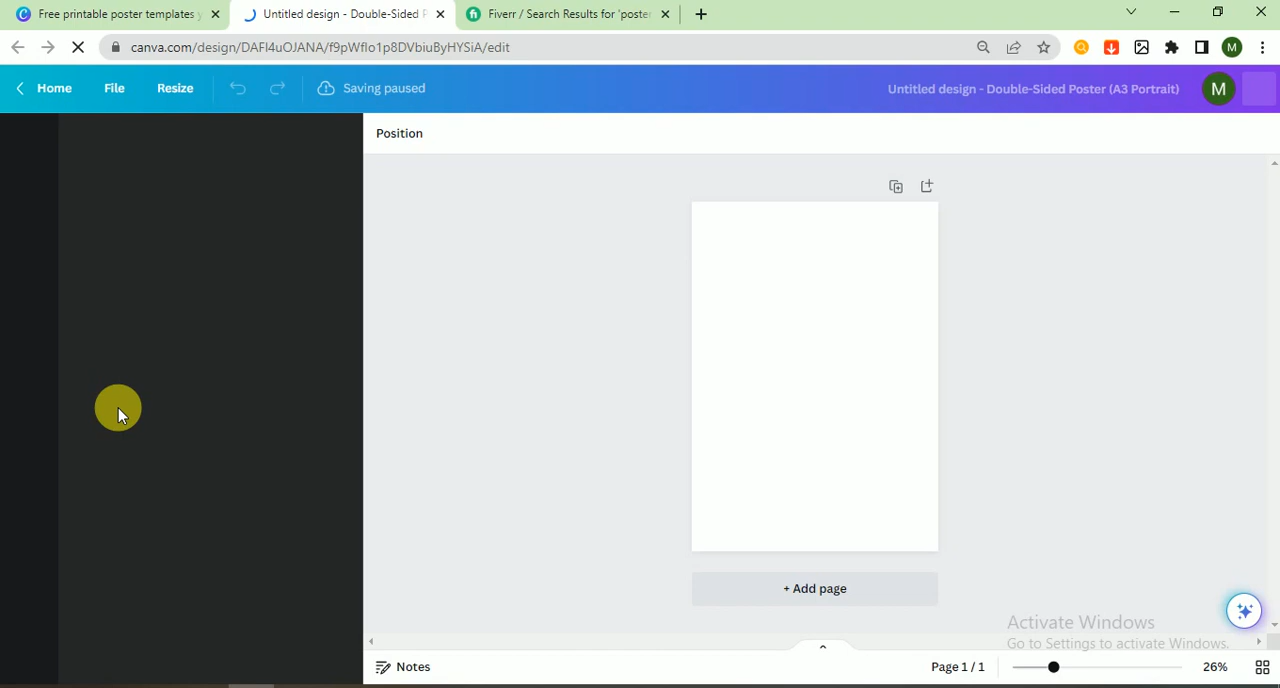 Free printable poster templates y
Untitled design - Double-Sided P
Fiverr / Search Results for 'poster
canva.com/design/DAFl4uOJANA/f9pWflo1p8DVbiuByHYSiA/edit
M
Home
File
Resize
Saving paused
Untitled design - Double-Sided Poster (A3 Portrait)
M
Position
+ Add page
Activate Windows
Go to Settings to activate Windows.
Notes
Page 1 / 1
26%